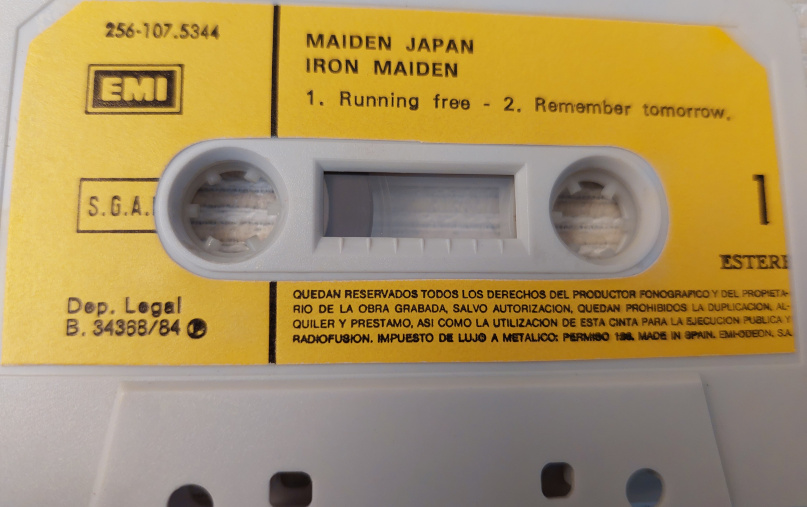 256-107.5344
EMI
MAIDEN JAPAN
IRON MAIDEN
1. Running free - 2. Remember tomorrow.
S.G.A.
1
ESTERE
Dep. Legal
B. 34368/84 P
QUEDAN RESERVADOS TODOS LOS DERECHOS DEL PRODUCTOR FONOGRAFICO Y DEL PROPIETA-
RIO DE LA OBRA GRABADA, SALVO AUTORIZACION, QUEDAN PROHIBIDOS LA DUPLICACION, AL-
QUILER Y PRESTAMO, ASI COMO LA UTILIZACION DE ESTA CINTA PARA LA EJECUCION PUBLICA Y
RADIOFUSION. IMPUESTO DE LUJO A METALICO: PERMISO MADE IN SPAIN. EMI-ODEON, S.A.